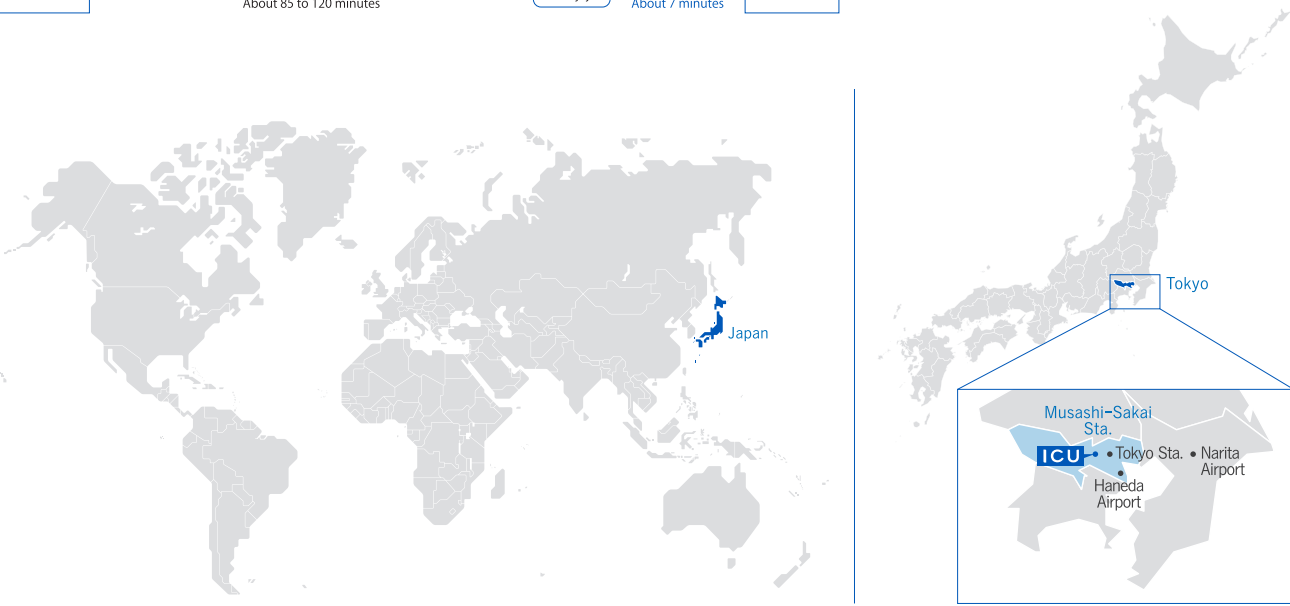 About 85 to 120 minutes
About 7 minutes
Japan
Tokyo
Musashi-Sakai
Sta.
ICU
Tokyo Sta.
Narita
Airport
Haneda
Airport